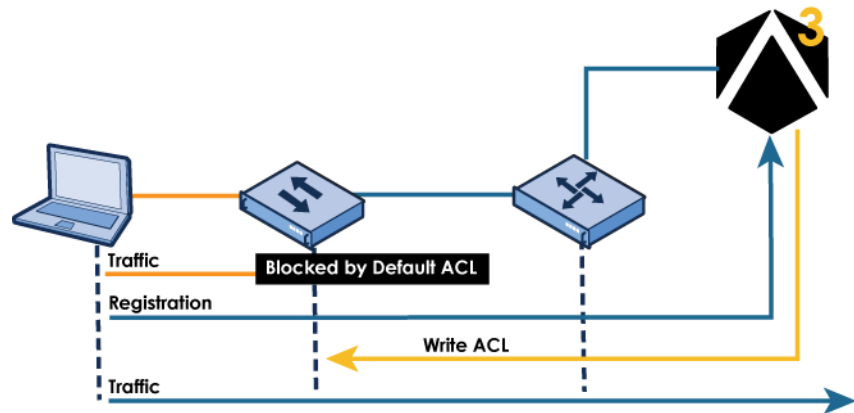 3
Traffic
Blocked by Default ACL
Registration
Write ACL
Traffic